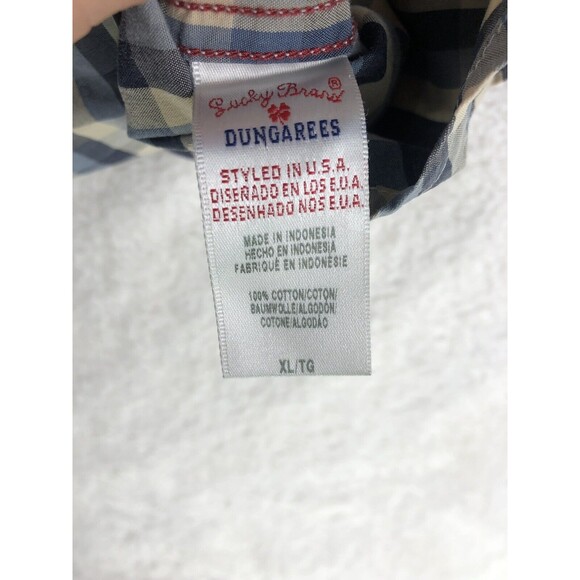 Lucky Brand®
DUNGAREES
STYLED IN U.S.A.
DISEÑADO EN LOS E.U.A.
DESENHADO NOS E.U.A.
MADE IN INDONESIA
HECHO EN INDONESIA
FABRIQUÉ EN INDONÉSIE
100% COTTON/COTON/
BAUMWOLLE/ALGODÓN/
COTONE/ALGODÃO
XL/TG